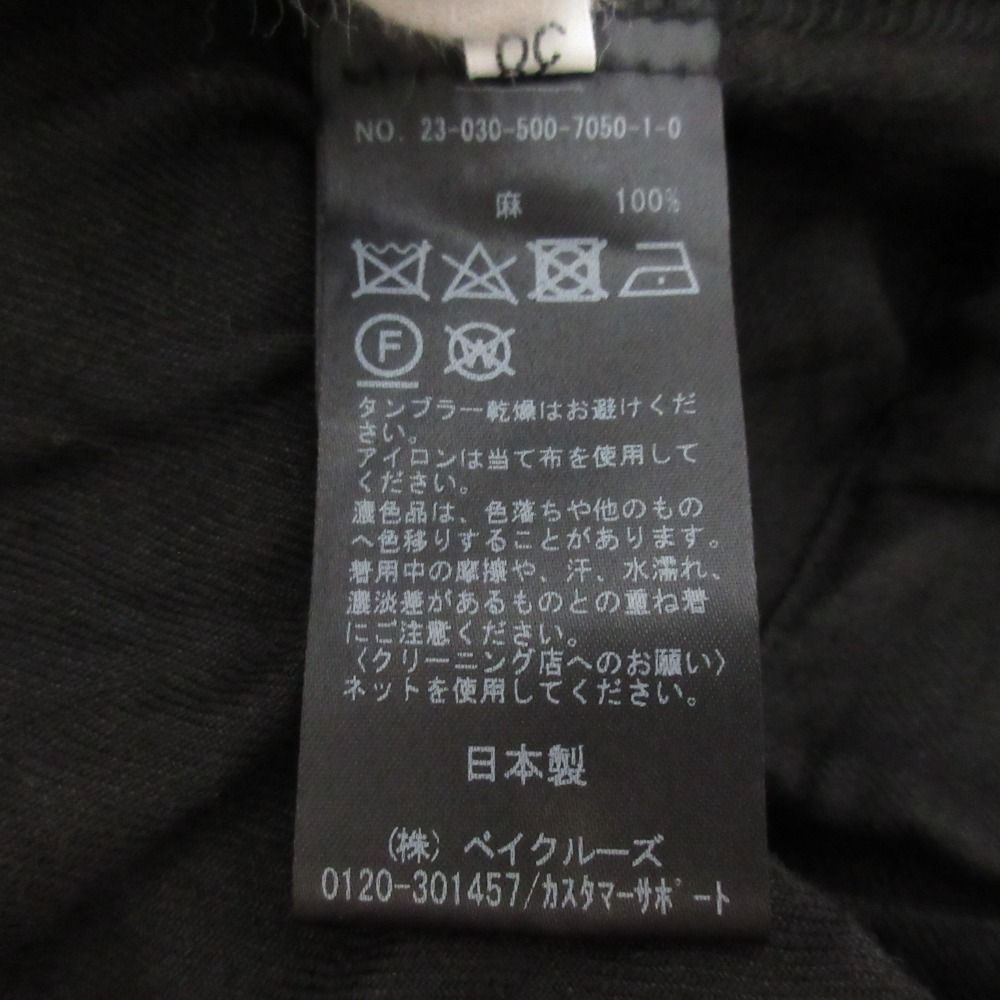 QC
NO. 23-030-500-7050-1-0
麻 100%
F W
タンブラー乾燥はお避けくだ
さい。
アイロンは当て布を使用して
ください。
濃色品は、色落ちや他のもの
へ色移りすることがあります。
着用中の摩擦や、汗、水濡れ、
濃淡差があるものとの重ね着
にご注意ください。
〈クリーニング店へのお願い〉
ネットを使用してください。
日本製
(株) ベイクルーズ
0120-301457/カスタマーサポート